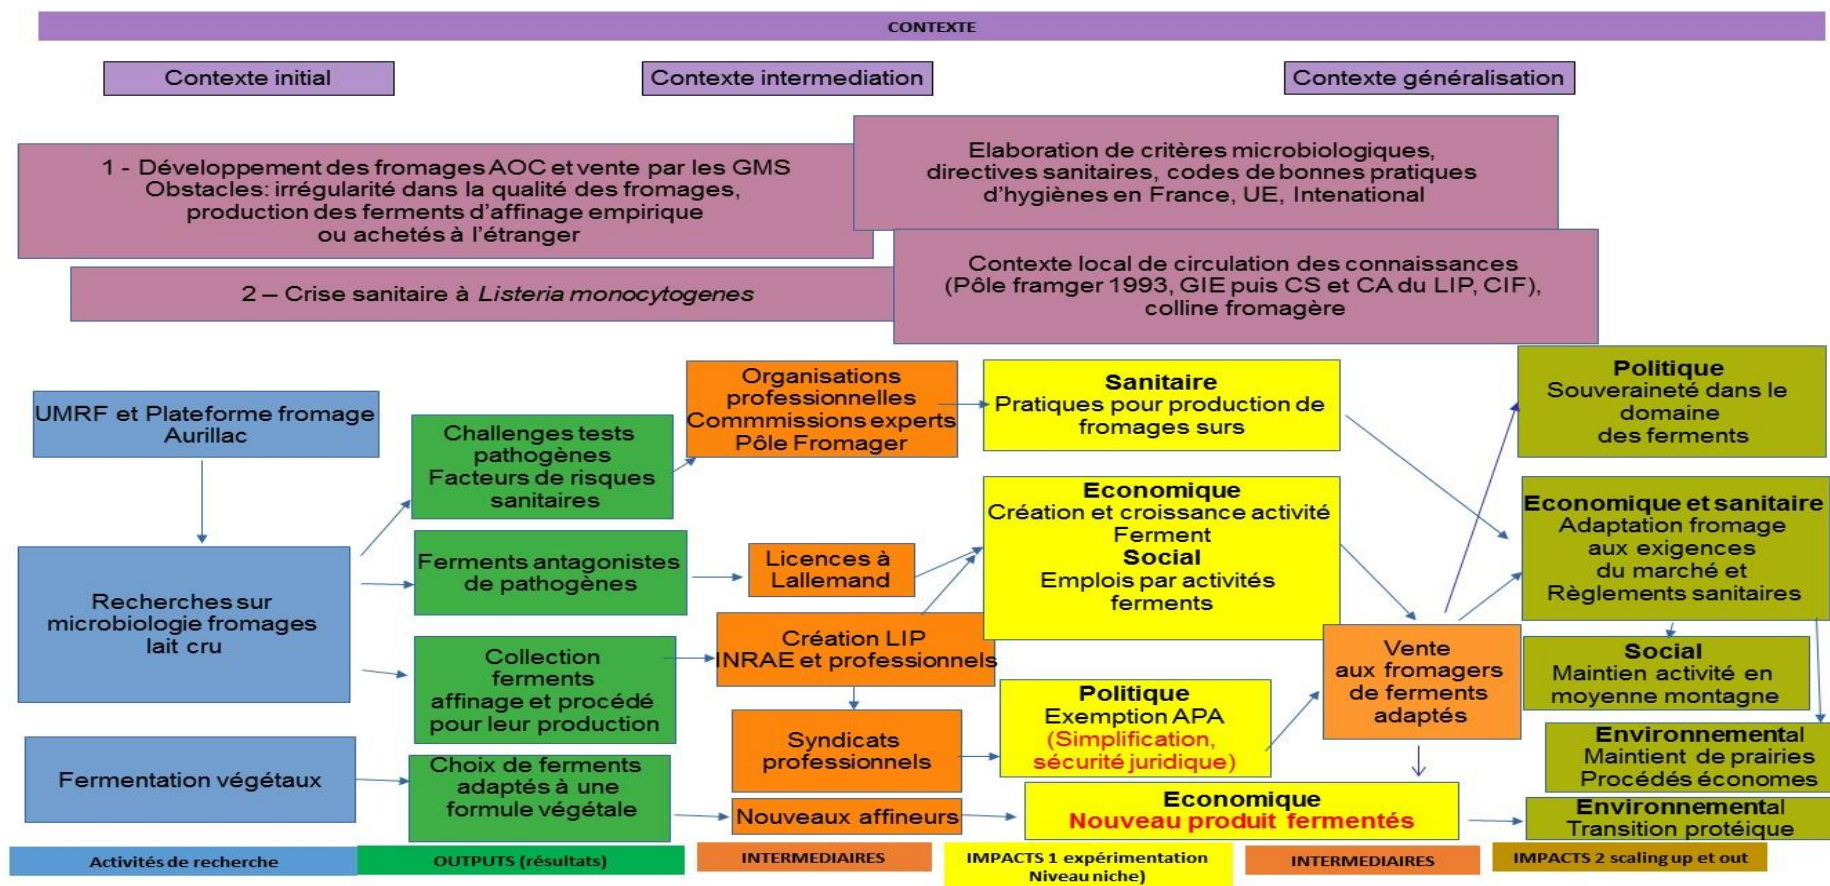 CONTEXTE
Contexte initial
Contexte intermediation
Contexte généralisation
1 - Développement des fromages AOC et vente par les GMS
Obstacles: irrégularité dans la qualité des fromages,
production des ferments d'affinage empirique
ou achetés à l'étranger
Elaboration de critères microbiologiques,
directives sanitaires, codes de bonnes pratiques
d'hygiènes en France, UE, Intenational
2 – Crise sanitaire à Listeria monocytogenes
Contexte local de circulation des connaissances
(Pôle framger 1993, GIE puis CS et CA du LIP, CIF),
colline fromagère
UMRF et Plateforme fromage
Aurillac
Recherches sur
microbiologie fromages
lait cru
Fermentation végétaux
Challenges tests
pathogènes
Facteurs de risques
sanitaires
Ferments antagonistes
de pathogènes
Collection
ferments
affinage et procédé
pour leur production
Choix de ferments
adaptés à une
formule végétale
Organisations
professionnelles
Commmissions experts
Pôle Fromager
Licences à
Lallemand
Création LIP
INRAE et professionnels
Syndicats
professionnels
Nouveaux affineurs
Sanitaire
Pratiques pour production de
fromages surs
Economique
Création et croissance activité
Ferment
Social
Emplois par activités
ferments
Politique
Exemption APA
(Simplification,
sécurité juridique)
Economique
Nouveau produit fermentés
Vente
aux fromagers
de ferments
adaptés
Politique
Souveraineté dans le
domaine
des ferments
Economique et sanitaire
Adaptation fromage
aux exigences
du marché et
Règlements sanitaires
Social
Maintien activité en
moyenne montagne
Environnemental
Maintient de prairies
Procédés économes
Environnemental
Transition protéique
Activités de recherche
OUTPUTS (résultats)
INTERMEDIAIRES
IMPACTS 1 expérimentation
Niveau niche)
INTERMEDIAIRES
IMPACTS 2 scaling up et out